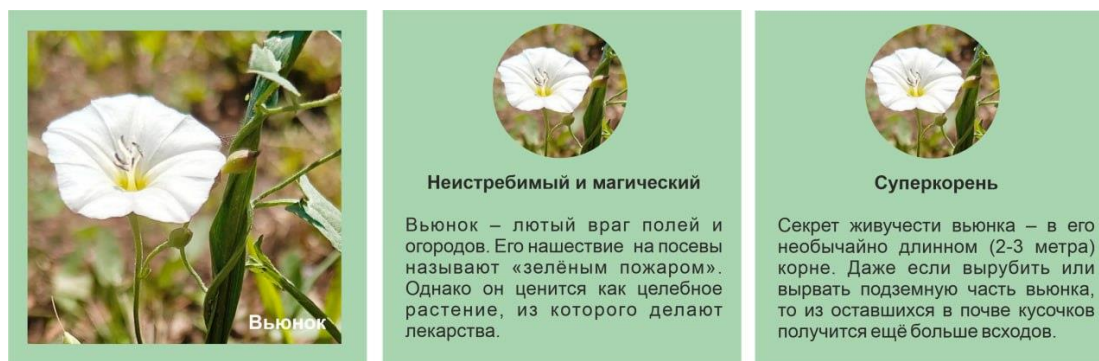 Вьюнок
Неистребимый и магический
Вьюнок – лютый враг полей и
огородов. Его нашествие на посевы
называют «зелёным пожаром».
Однако он ценится как целебное
растение, из которого делают
лекарства.
Суперкорень
Секрет живучести вьюнка – в его
необычайно длинном (2-3 метра)
корне. Даже если вырубить или
вырвать подземную часть вьюнка,
то из оставшихся в почве кусочков
получится ещё больше всходов.